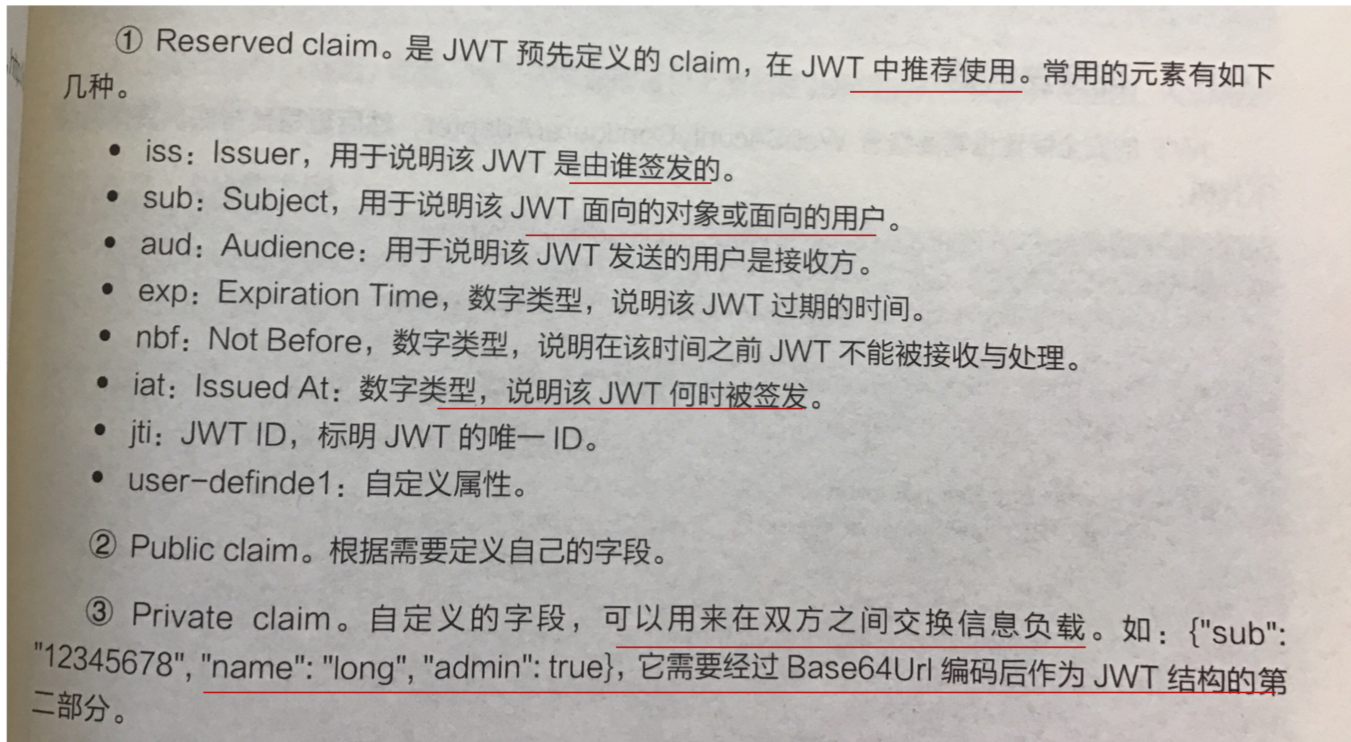 ① Reserved claim。是 JWT 预先定义的 claim，在 JWT 中推荐使用。常用的元素有如下
几种。
• iss：Issuer，用于说明该 JWT 是由谁签发的。
• sub：Subject，用于说明该 JWT 面向的对象或面向的用户。
• aud：Audience：用于说明该 JWT 发送的用户是接收方。
• exp：Expiration Time，数字类型，说明该 JWT 过期的时间。
• nbf：Not Before，数字类型，说明在该时间之前 JWT 不能被接收与处理。
• iat：Issued At：数字类型，说明该 JWT 何时被签发。
• jti：JWT ID，标明 JWT 的唯一 ID。
• user-definde1：自定义属性。
② Public claim。根据需要定义自己的字段。
③ Private claim。自定义的字段，可以用来在双方之间交换信息负载。如：{"sub":
"12345678", "name": "long", "admin": true}，它需要经过 Base64Url 编码后作为 JWT 结构的第
二部分。